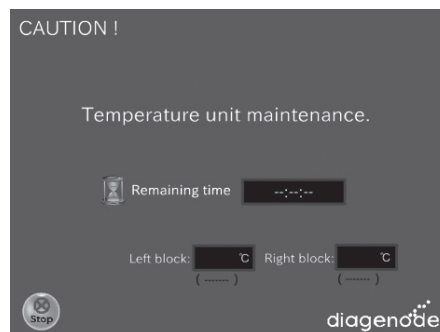 CAUTION !
Temperature unit maintenance.
Remaining time --:--:--
Left block: ℃ Right block: ℃
( ------- ) ( ------- )
Stop
diagenode